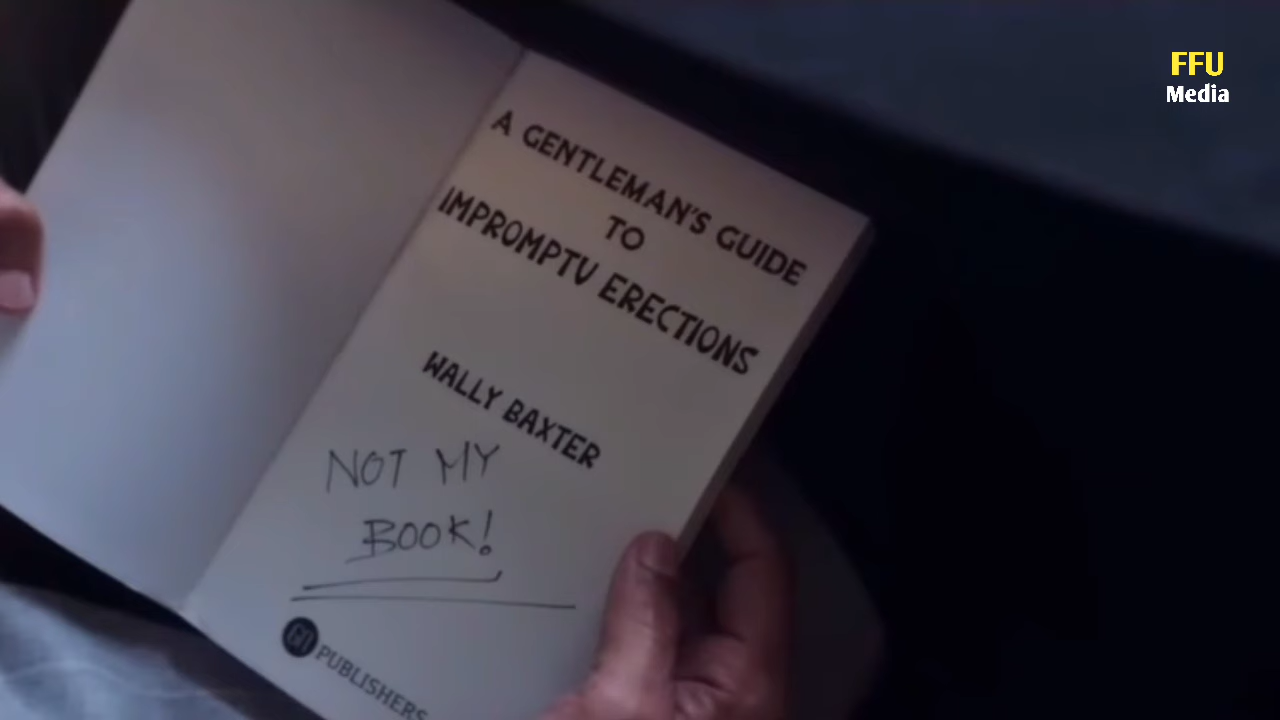 FFU
Media
A GENTLEMAN'S GUIDE
TO
IMPROMPTU ERECTIONS
WALLY BAXTER
NOT MY
BOOK!
PUBLISHERS